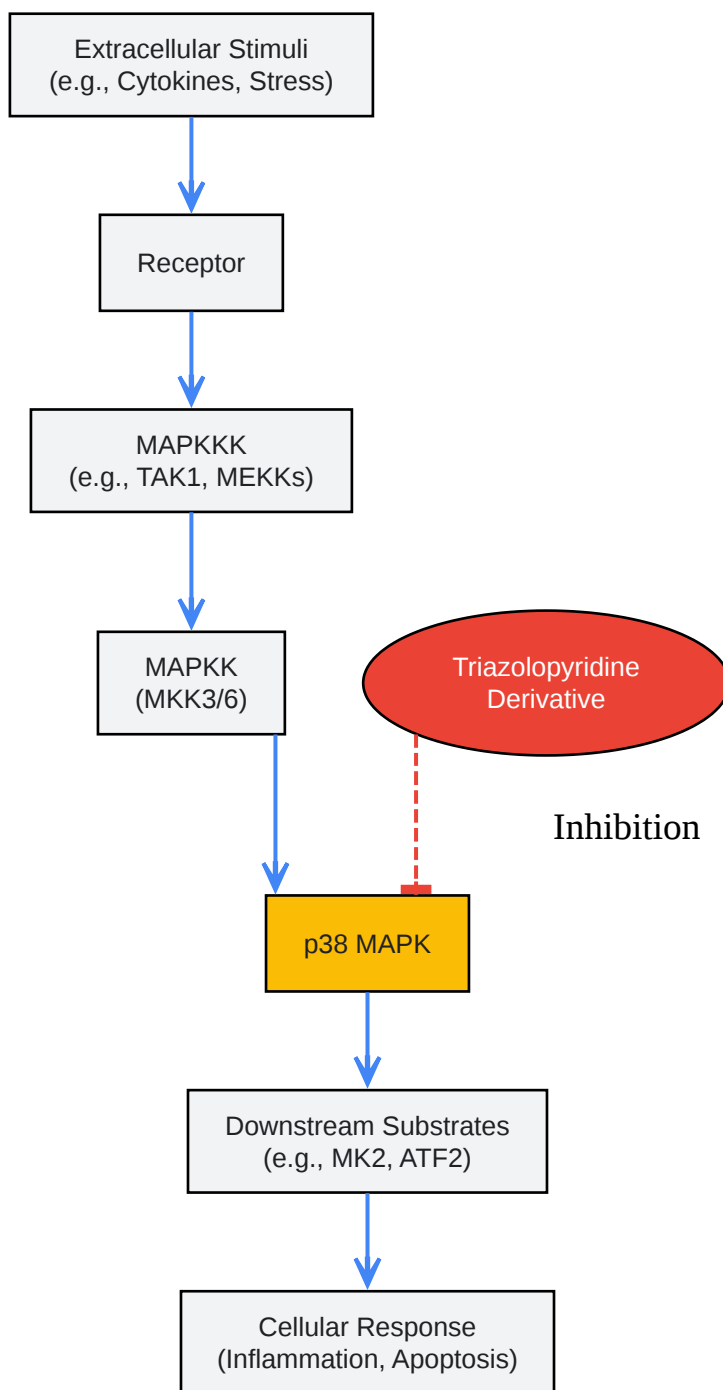 Extracellular Stimuli
(e.g., Cytokines, Stress)
Receptor
MAPKKK
(e.g., TAK1, MEKKs)
MAPKK
(MKK3/6)
Triazolopyridine
Derivative
Inhibition
p38 MAPK
Downstream Substrates
(e.g., MK2, ATF2)
Cellular Response
(Inflammation, Apoptosis)